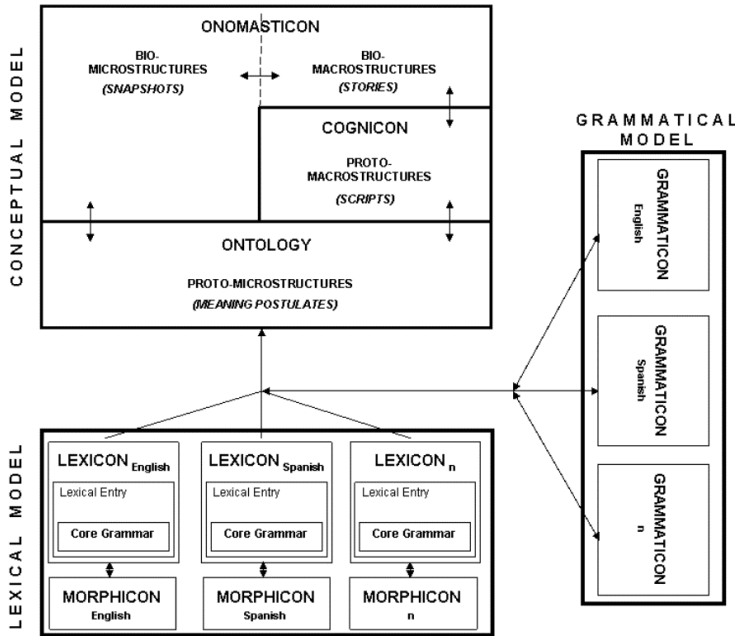 CONCEPTUAL MODEL
ONOMASTICON
BIO-
MICROSTRUCTURES
(SNAPSHOTS)
BIO-
MACROSTRUCTURES
(STORIES)
COGNICON
PROTO-
MACROSTRUCTURES
(SCRIPTS)
ONTOLOGY
PROTO-MICROSTRUCTURES
(MEANING POSTULATES)
GRAMMATICAL
MODEL
GRAMMATICON
English
GRAMMATICON
Spanish
GRAMMATICON
n
LEXICAL MODEL
LEXICON English
Lexical Entry
Core Grammar
MORPHICON
English
LEXICON Spanish
Lexical Entry
Core Grammar
MORPHICON
Spanish
LEXICON n
Lexical Entry
Core Grammar
MORPHICON
n